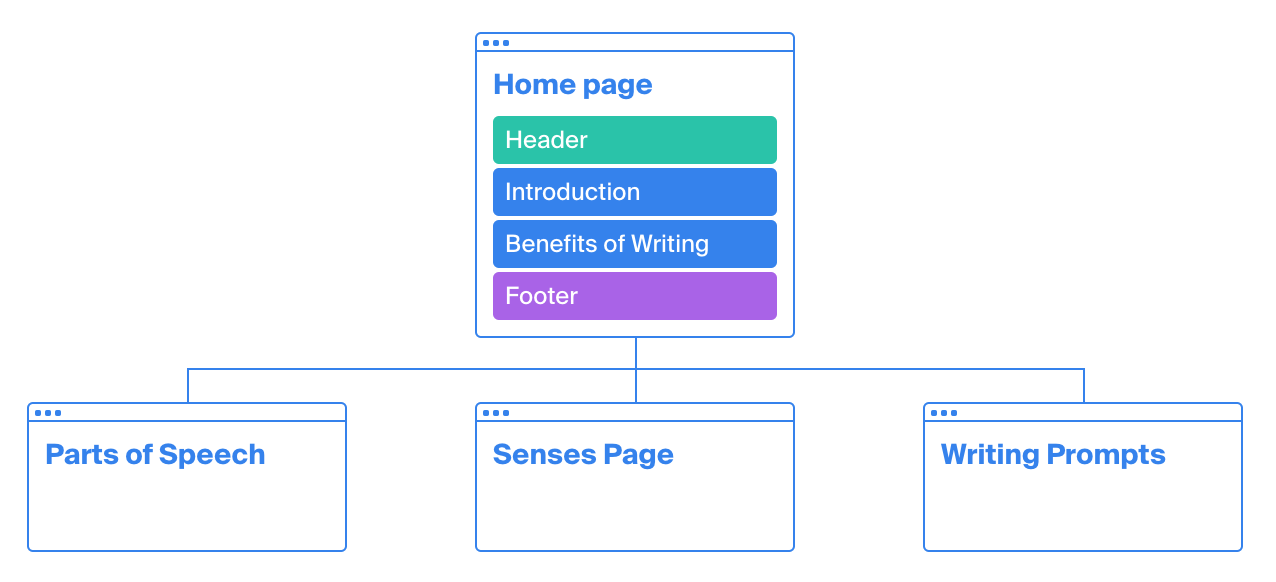 Home page
Header
Introduction
Benefits of Writing
Footer
Parts of Speech
Senses Page
Writing Prompts